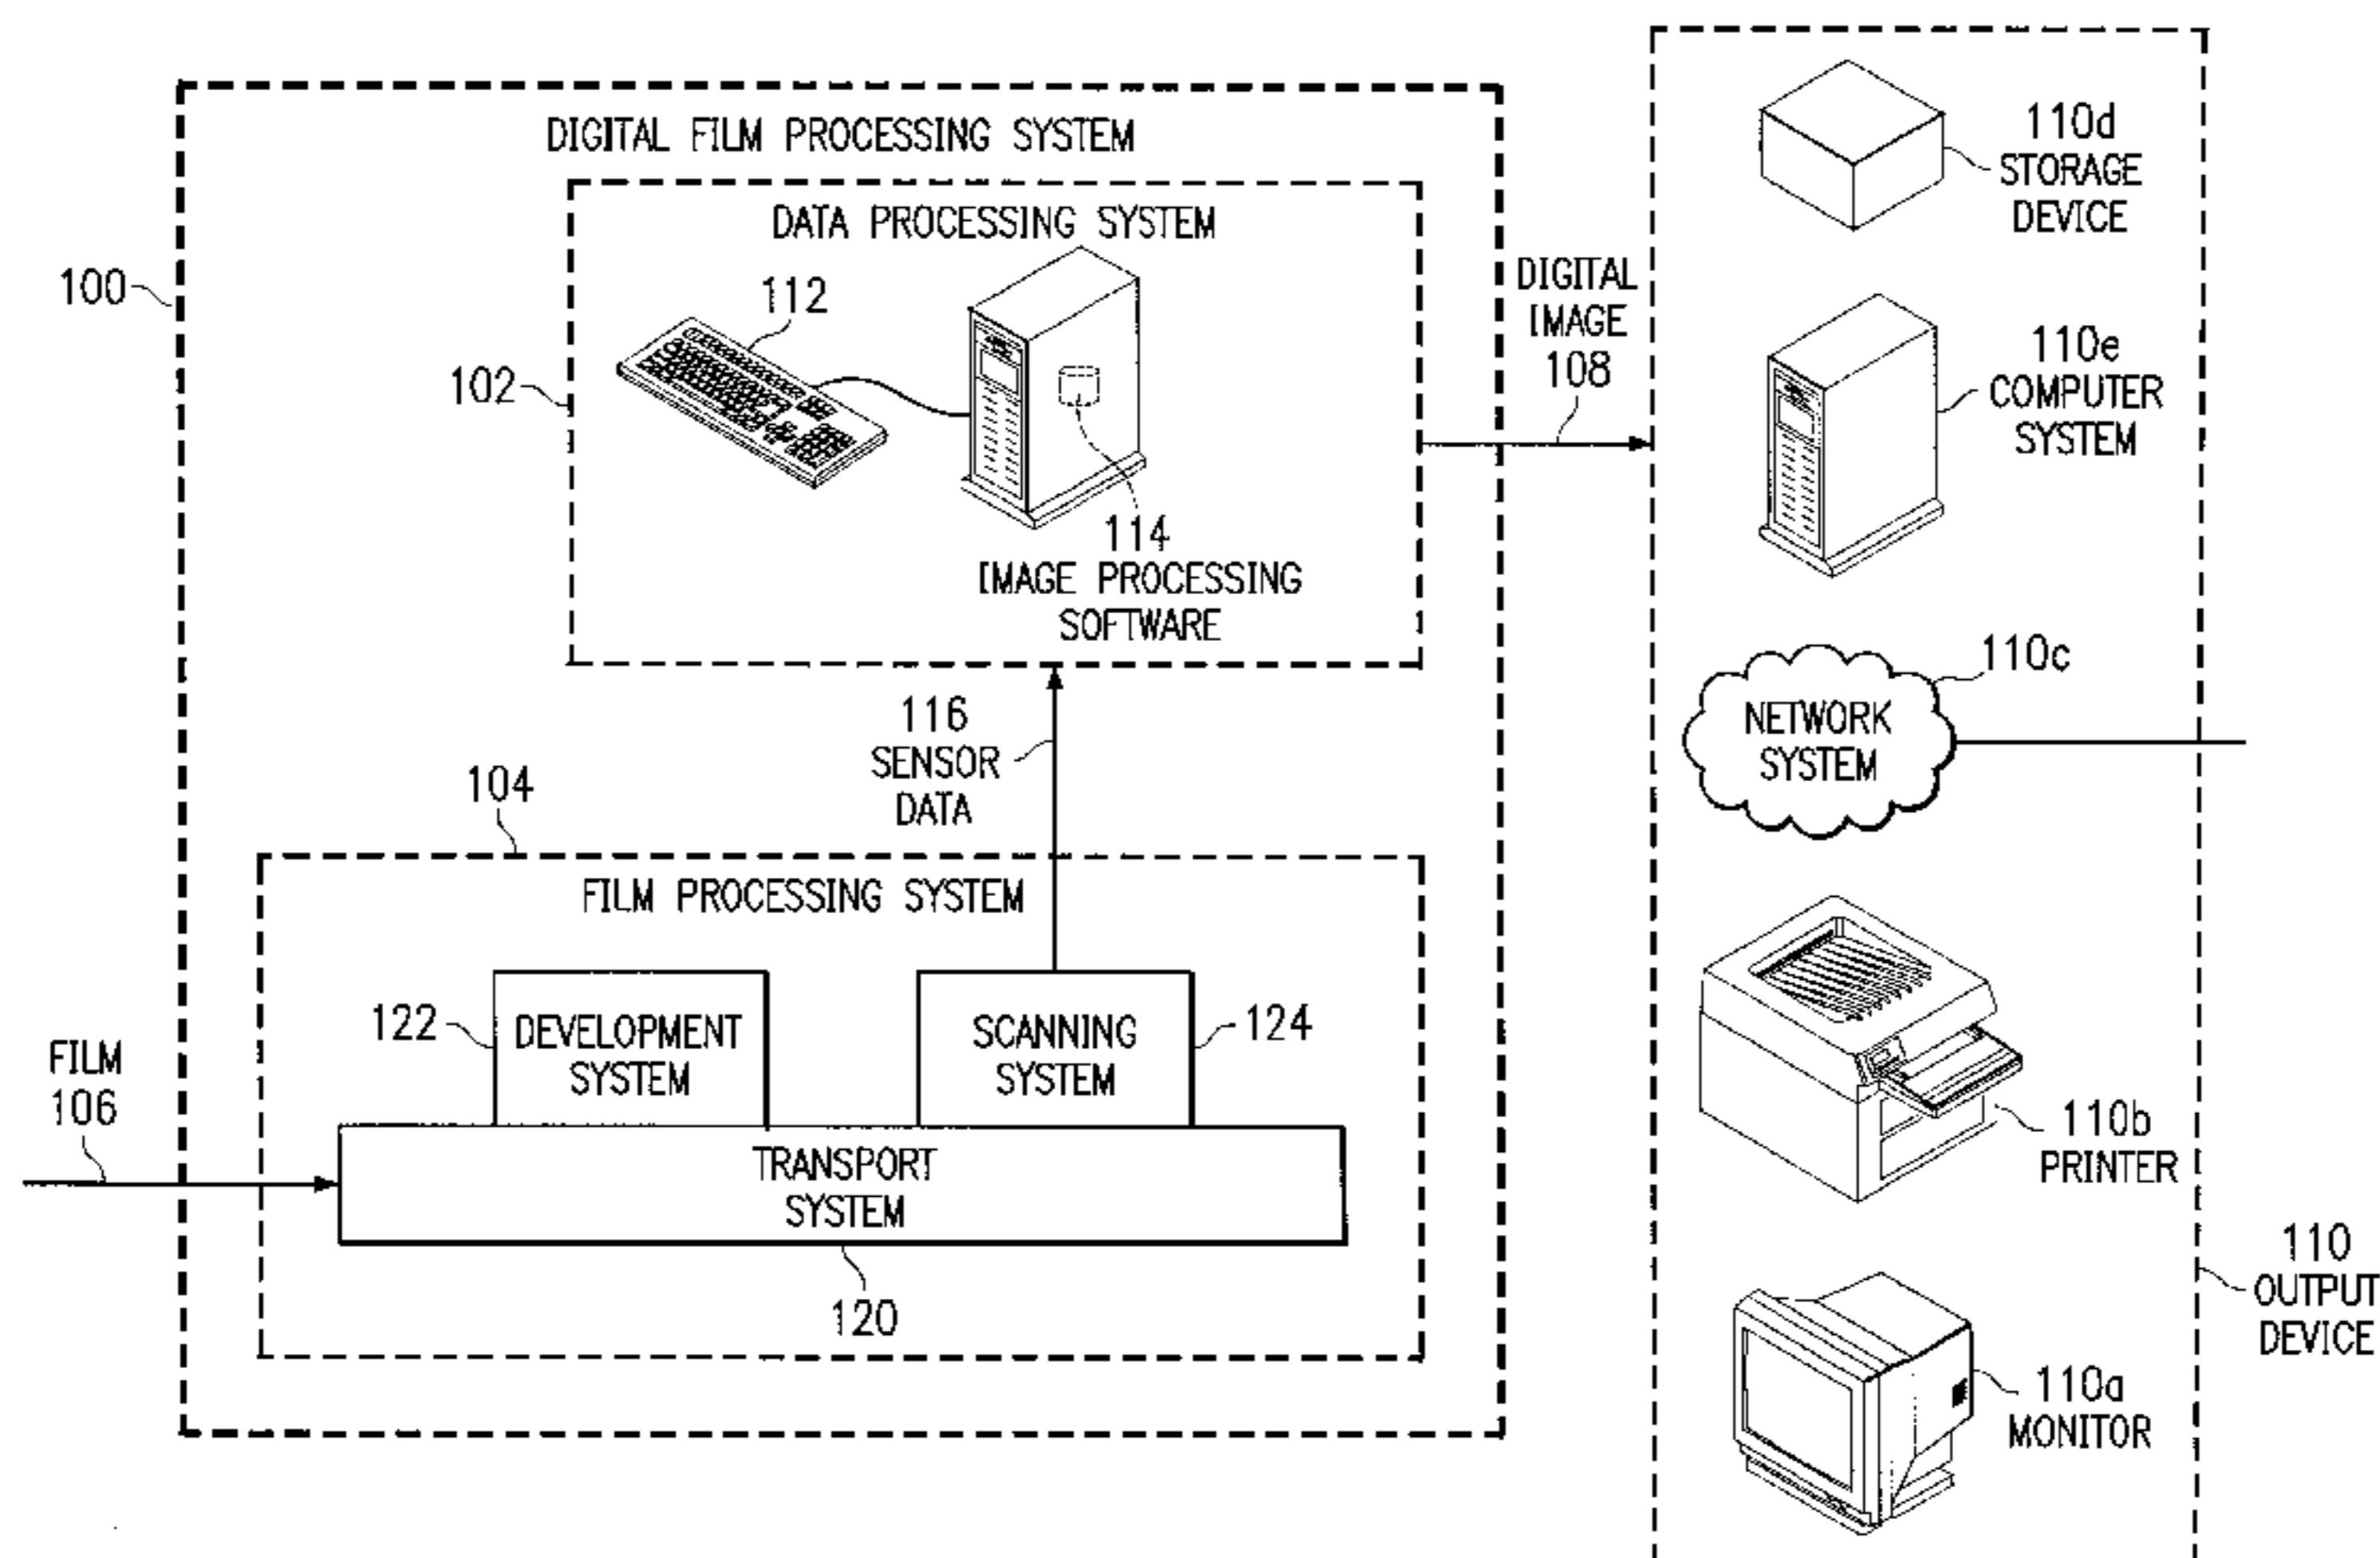 DIGITAL FILM PROCESSING SYSTEM
100
DATA PROCESSING SYSTEM
102
112
114
IMAGE PROCESSING
SOFTWARE
116
SENSOR
DATA
104
FILM PROCESSING SYSTEM
122
DEVELOPMENT
SYSTEM
SCANNING
SYSTEM
124
FILM
106
TRANSPORT
SYSTEM
120
DIGITAL
IMAGE
108
110d
STORAGE
DEVICE
110e
COMPUTER
SYSTEM
110c
NETWORK
SYSTEM
110b
PRINTER
110
OUTPUT
DEVICE
110a
MONITOR